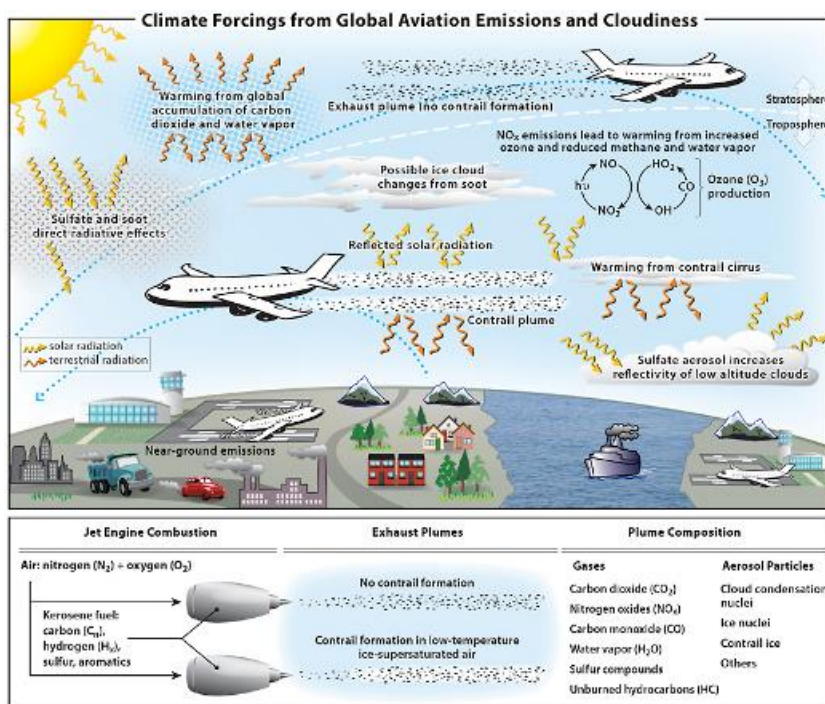 Climate Forcings from Global Aviation Emissions and Cloudiness
Warming from global
accumulation of carbon
dioxide and water vapor
Exhaust plume (no contrail formation)
Stratosphere
Troposphere
NOx emissions lead to warming from increased
ozone and reduced methane and water vapor
Possible ice cloud
changes from soot
NO
HO2
hυ
CO
Ozone (O3)
production
NO2
OH
Sulfate and soot
direct radiative effects
Reflected solar radiation
Warming from contrail cirrus
Contrail plume
solar radiation
terrestrial radiation
Sulfate aerosol increases
reflectivity of low altitude clouds
Near-ground emissions
Jet Engine Combustion
Air: nitrogen (N2) + oxygen (O2)
Kerosene fuel:
carbon (Cn),
hydrogen (Hx),
sulfur, aromatics
Exhaust Plumes
No contrail formation
Contrail formation in low-temperature
ice-supersaturated air
Plume Composition
Gases
Carbon dioxide (CO2)
Nitrogen oxides (NOx)
Carbon monoxide (CO)
Water vapor (H2O)
Sulfur compounds
Unburned hydrocarbons (HC)
Aerosol Particles
Cloud condensation
nuclei
Ice nuclei
Contrail ice
Others